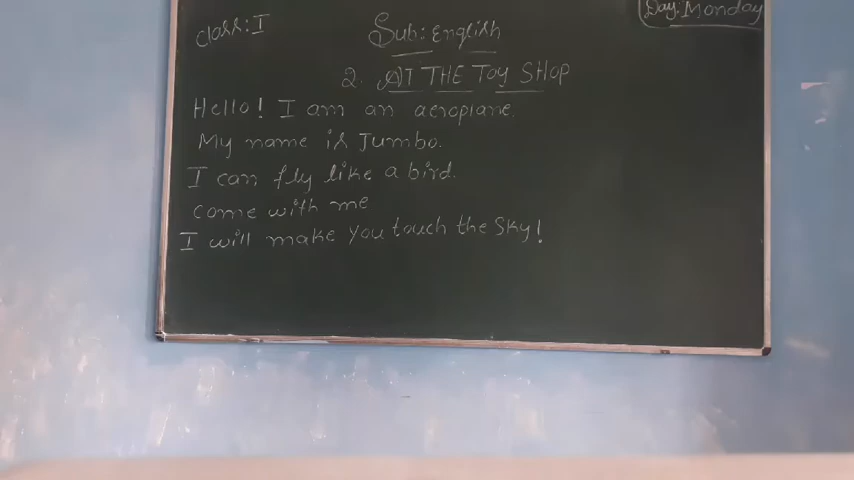 Class: I
Sub: English
Day: Monday
2. AT THE TOY SHOP
Hello! I am an aeroplane.
My name is Jumbo.
I can fly like a bird.
come with me
I will make you touch the Sky!